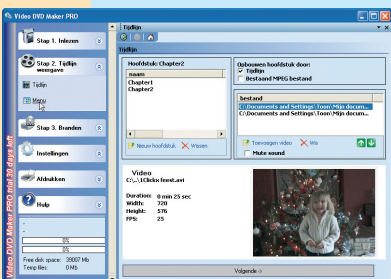 Video DVD Maker PRO
Stap 1. Inlezen
Stap 2. Tijdlijn weergave
Tijdlijn
Menu
Stap 3. Branden
Instellingen
Afdrukken
Hulp
-
-
0%
0%
Free disk space: 39007 Mb
Temp files: 0 Mb
Video DVD Maker PRO trial 30 days left
Tijdlijn
Tijdlijn
Hoofdstuk Chapter2
naam
Chapter1
Chapter2
Nieuw hoofdstuk
Wissen
Opbouwen hoofdstuk door:
Tijdlijn
Bestaand MPEG bestand
bestand
C:\Documents and Settings\Toon\Mijn docum...
C:\Documents and Settings\Toon\Mijn docum...
Toevoegen video
Wis
Mute sound
Video
C:\...\1Clickx feest.avi
Duration: 0 min 25 sec
Width: 720
Height: 576
FPS: 25
Volgende ->